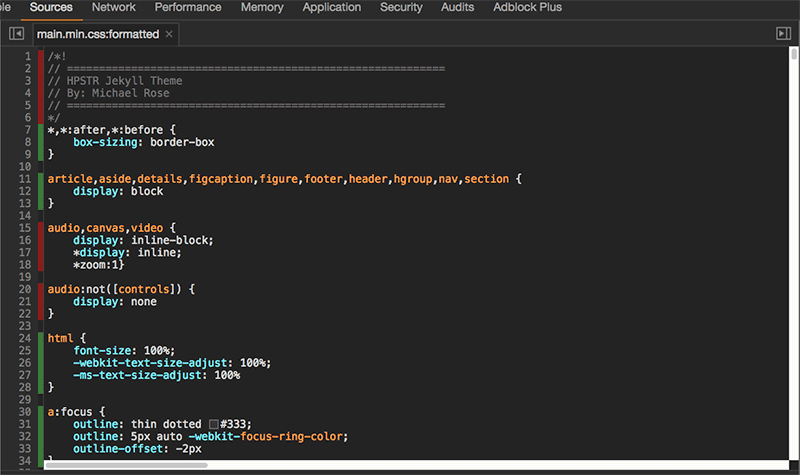 ole Sources Network Performance Memory Application Security Audits Adblock Plus
main.min.css:formatted ×
1 /*!
2 // ============================================================
3 // HPSTR Jekyll Theme
4 // By: Michael Rose
5 // ============================================================
6 */
7 *,*:after,*:before {
8 box-sizing: border-box
9 }
10
11 article,aside,details,figcaption,figure,footer,header,hgroup,nav,section {
12 display: block
13 }
14
15 audio,canvas,video {
16 display: inline-block;
17 *display: inline;
18 *zoom:1}
19
20 audio:not([controls]) {
21 display: none
22 }
23
24 html {
25 font-size: 100%;
26 -webkit-text-size-adjust: 100%;
27 -ms-text-size-adjust: 100%
28 }
29
30 a:focus {
31 outline: thin dotted #333;
32 outline: 5px auto -webkit-focus-ring-color;
33 outline-offset: -2px
34 }